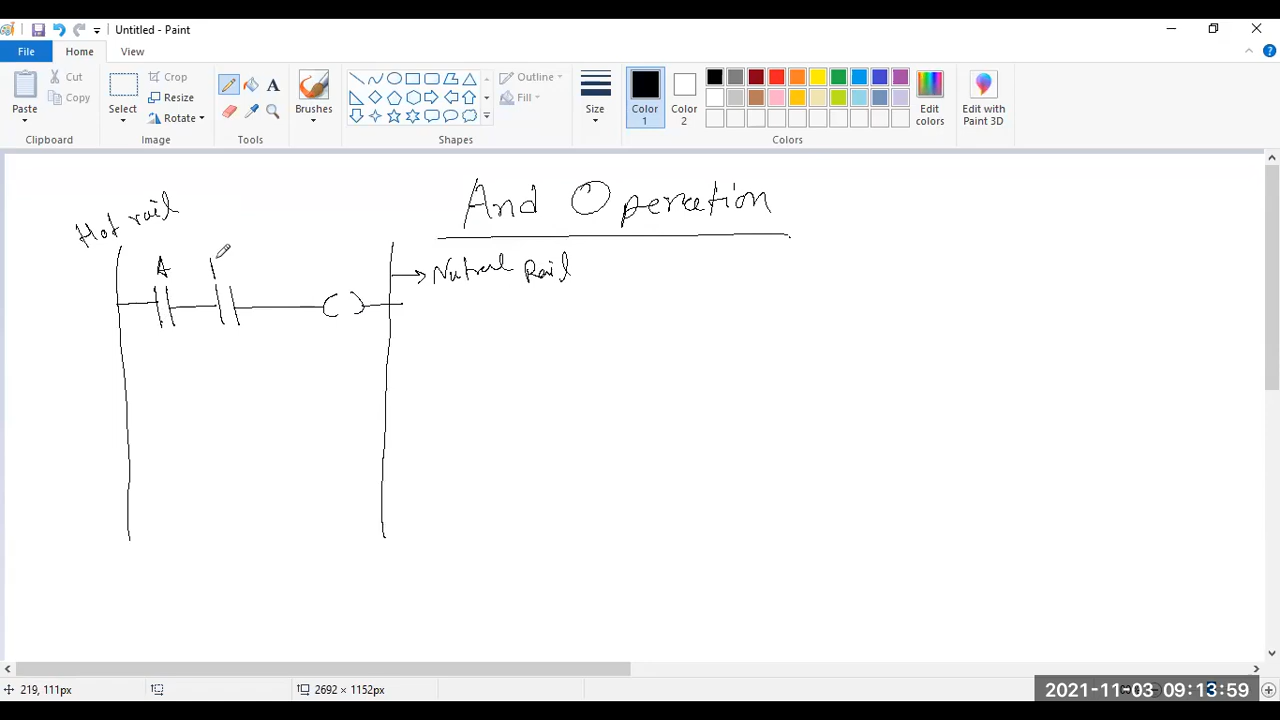 Untitled - Paint
File
Home
View
Paste
Cut
Copy
Clipboard
Select
Crop
Resize
Rotate
Image
Tools
Brushes
Shapes
Outline
Fill
Size
Color 1
Color 2
Edit colors
Colors
Edit with Paint 3D
And Operation
Hot rail
A
Nutral Rail
219, 111px
2692 × 1152px
2021-11-03 09:13:59